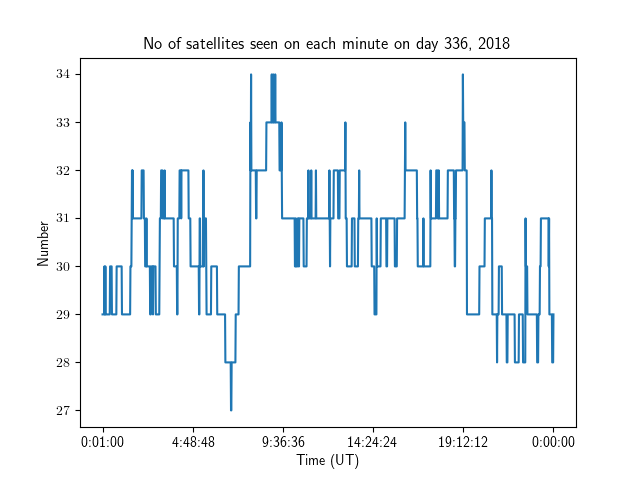 No of satellites seen on each minute on day 336, 2018
34
33
32
31
30
29
28
27
Number
0:01:00 4:48:48 9:36:36 14:24:24 19:12:12 0:00:00
Time (UT)